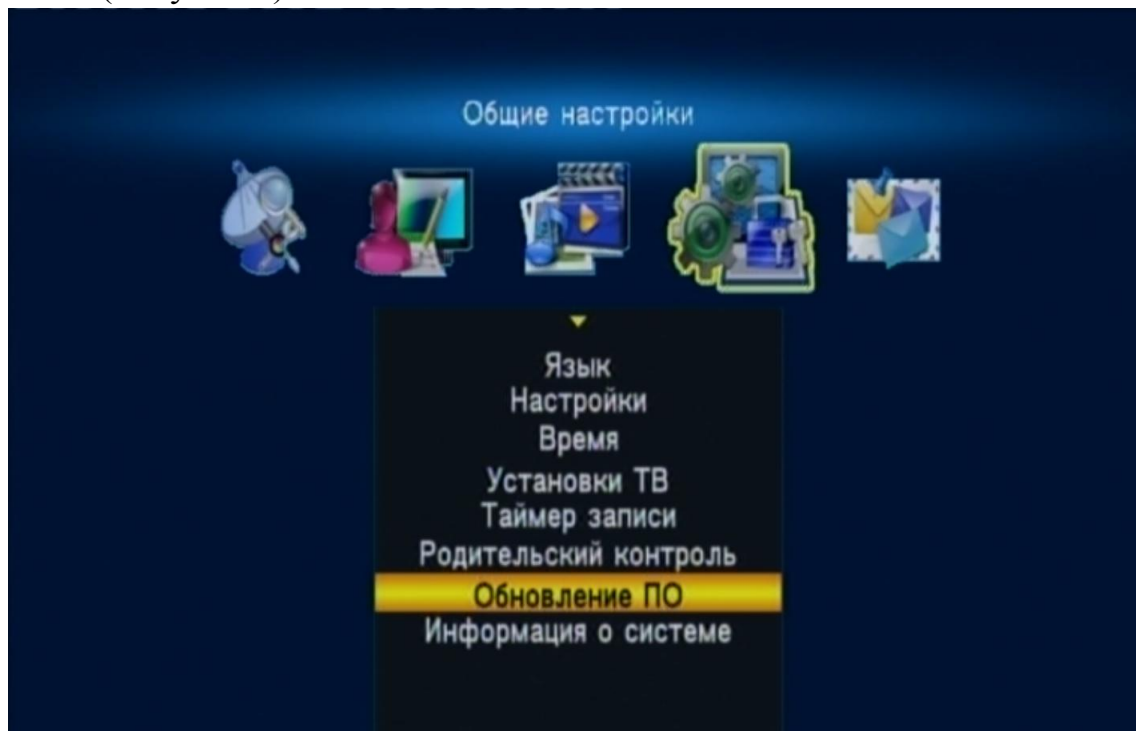 Общие настройки
Язык
Настройки
Время
Установки ТВ
Таймер записи
Родительский контроль
Обновление ПО
Информация о системе